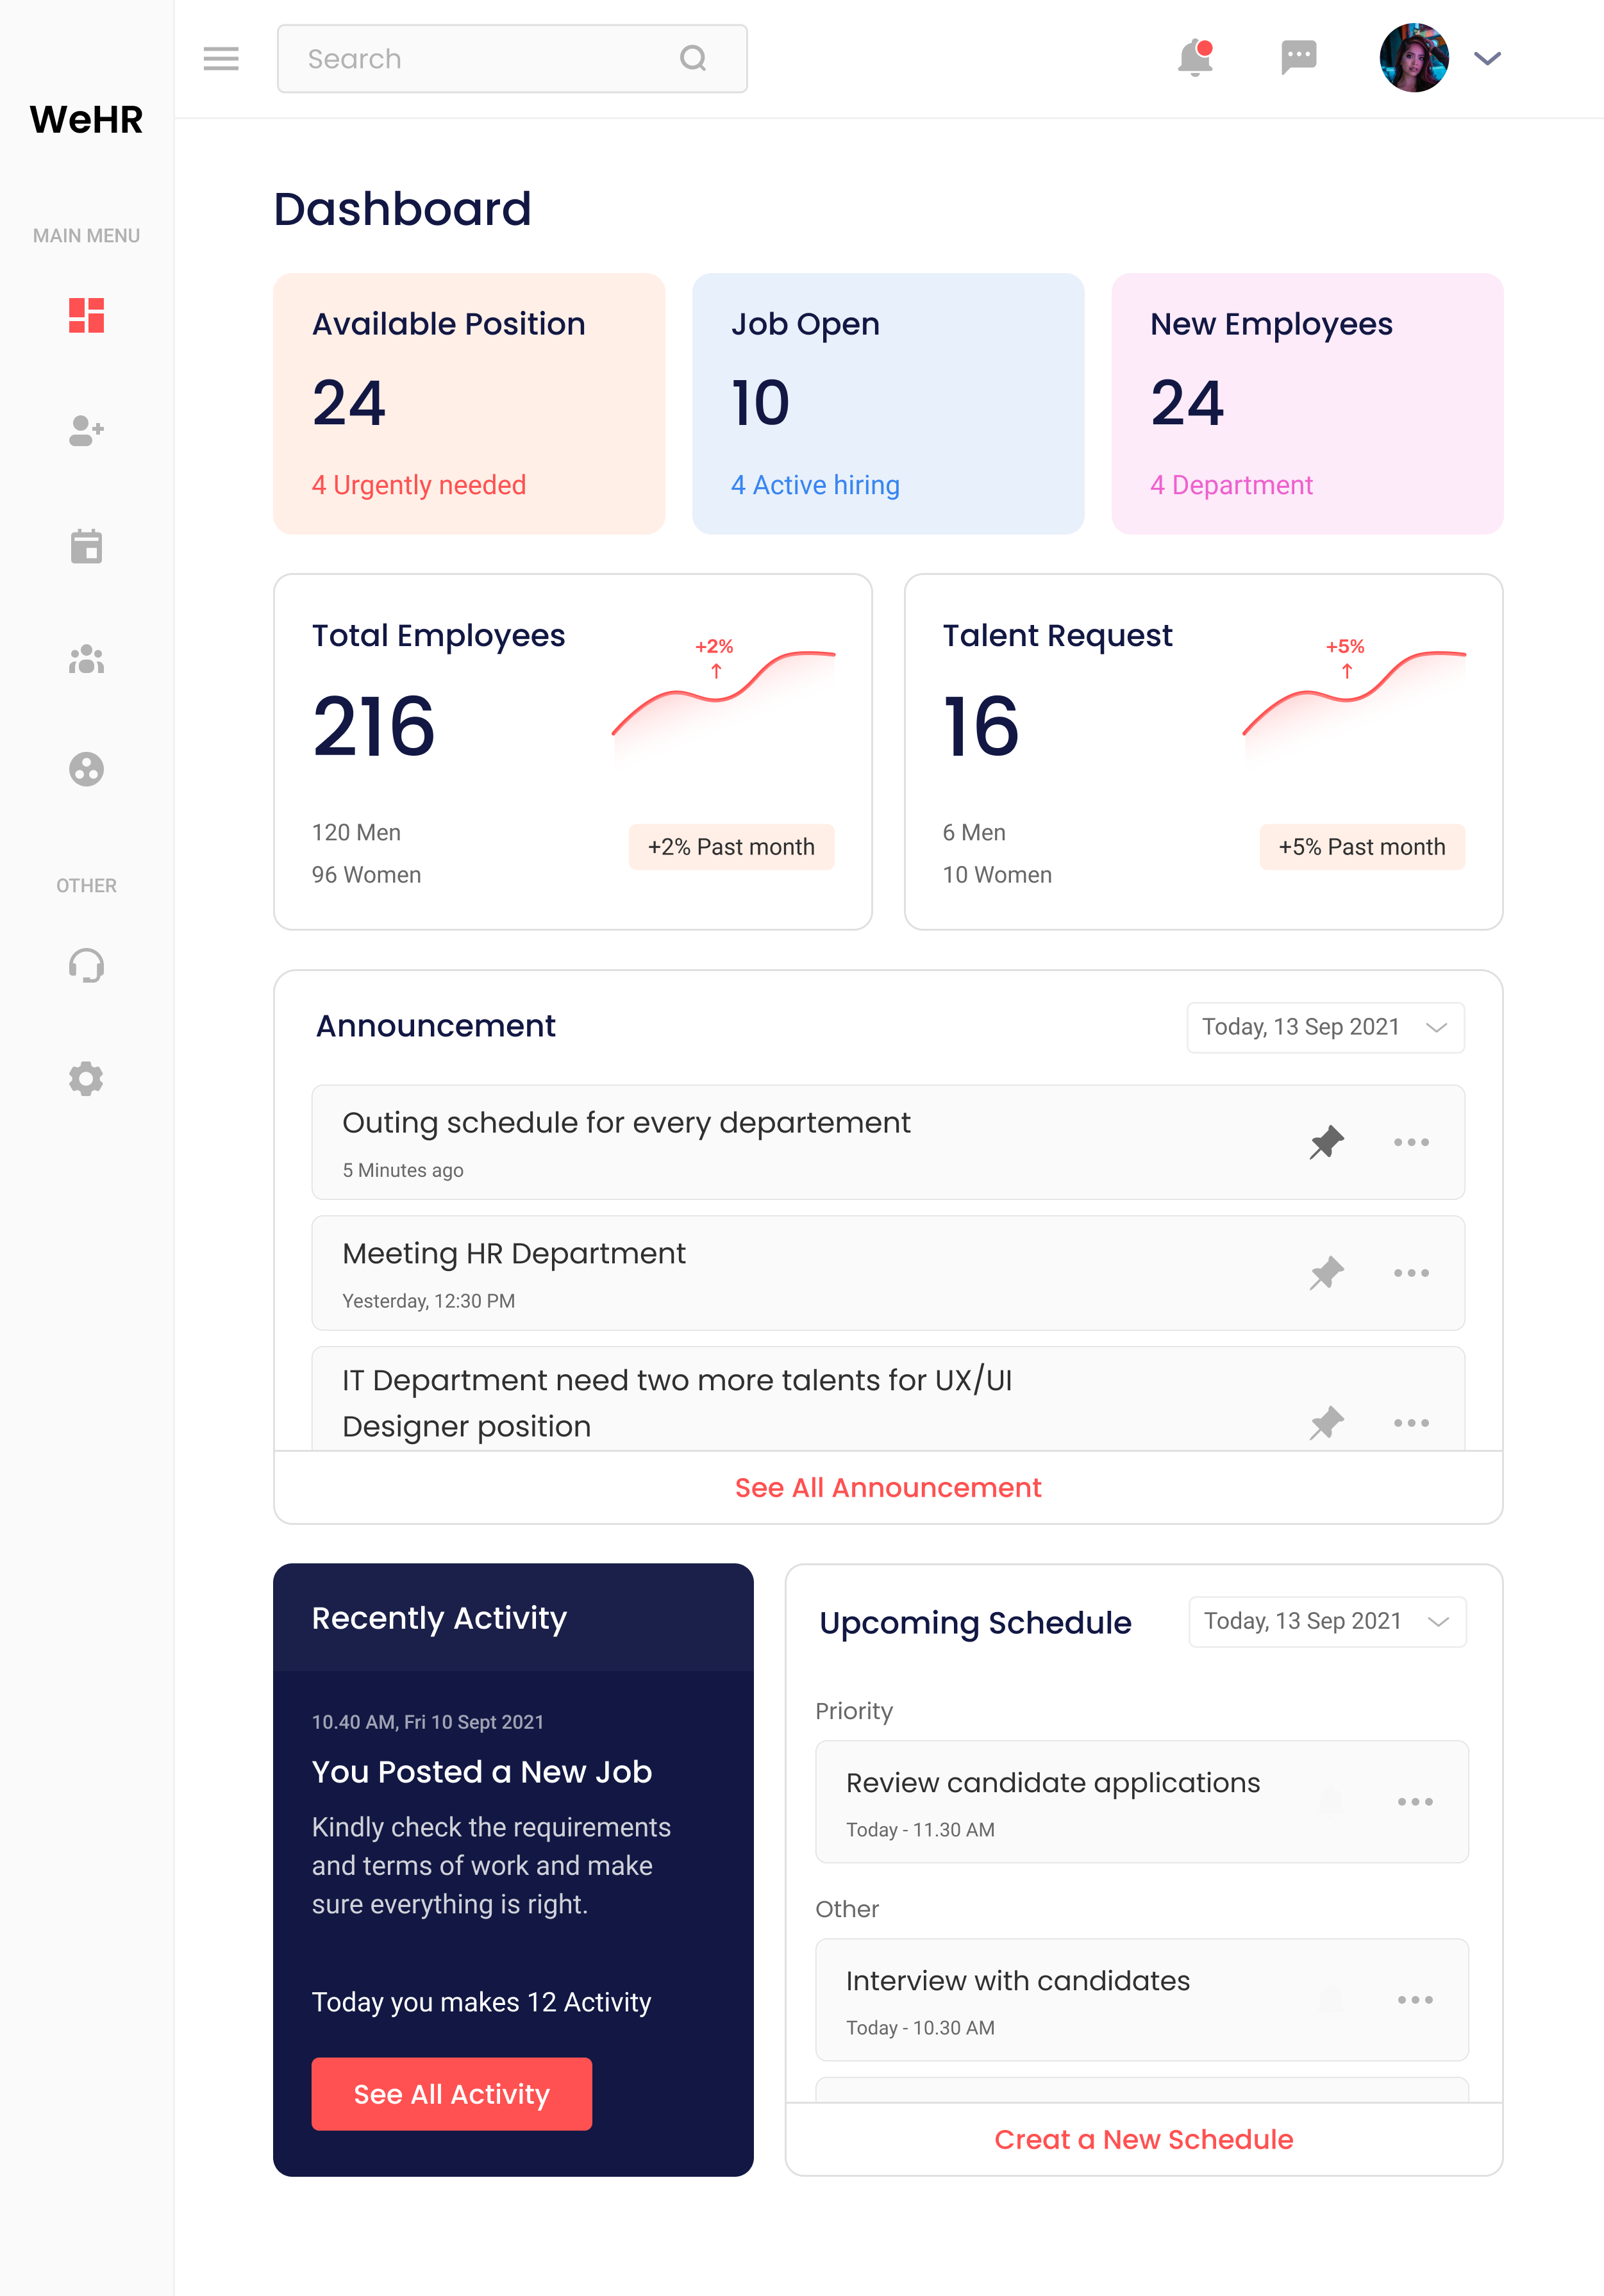 WeHR
MAIN MENU
OTHER
Search
Dashboard
Available Position
24
4 Urgently needed
Job Open
10
4 Active hiring
New Employees
24
4 Department
Total Employees
216
+2%
120 Men
96 Women
+2% Past month
Talent Request
16
+5%
6 Men
10 Women
+5% Past month
Announcement
Today, 13 Sep 2021
Outing schedule for every departement
5 Minutes ago
Meeting HR Department
Yesterday, 12:30 PM
IT Department need two more talents for UX/UI
Designer position
See All Announcement
Recently Activity
10.40 AM, Fri 10 Sept 2021
You Posted a New Job
Kindly check the requirements
and terms of work and make
sure everything is right.
Today you makes 12 Activity
See All Activity
Upcoming Schedule
Today, 13 Sep 2021
Priority
Review candidate applications
Today - 11.30 AM
Other
Interview with candidates
Today - 10.30 AM
Creat a New Schedule